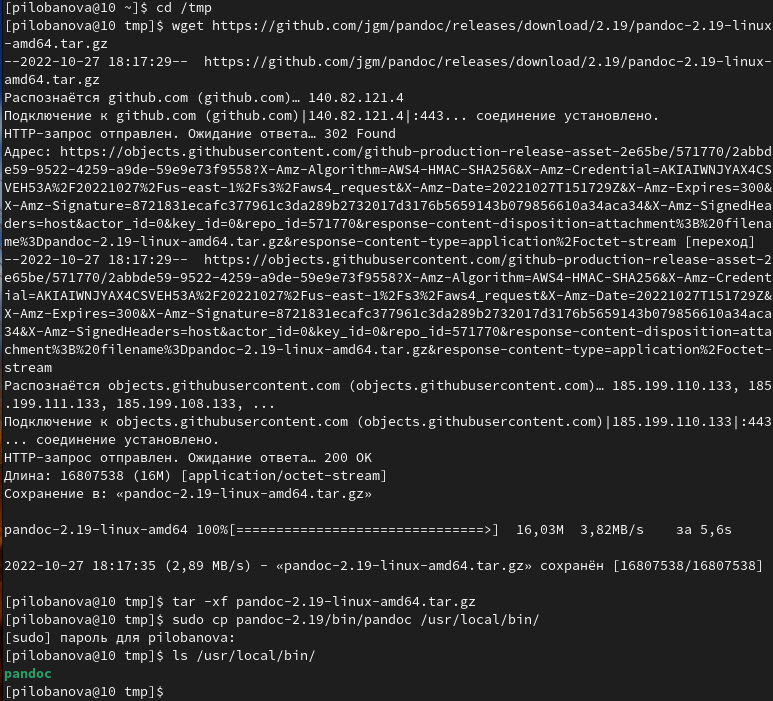 [pilobanova@10 ~]$ cd /tmp
[pilobanova@10 tmp]$ wget https://github.com/jgm/pandoc/releases/download/2.19/pandoc-2.19-linux
-amd64.tar.gz
--2022-10-27 18:17:29--  https://github.com/jgm/pandoc/releases/download/2.19/pandoc-2.19-linux-
amd64.tar.gz
Распознаётся github.com (github.com)… 140.82.121.4
Подключение к github.com (github.com)|140.82.121.4|:443... соединение установлено.
HTTP-запрос отправлен. Ожидание ответа… 302 Found
Адрес: https://objects.githubusercontent.com/github-production-release-asset-2e65be/571770/2abbd
e59-9522-4259-a9de-59e9e73f9558?X-Amz-Algorithm=AWS4-HMAC-SHA256&X-Amz-Credential=AKIAIWNJYAX4CS
VEH53A%2F20221027%2Fus-east-1%2Fs3%2Faws4_request&X-Amz-Date=20221027T151729Z&X-Amz-Expires=300&
X-Amz-Signature=8721831ecafc377961c3da289b2732017d3176b5659143b079856610a34aca34&X-Amz-SignedHea
ders=host&actor_id=0&key_id=0&repo_id=571770&response-content-disposition=attachment%3B%20filena
me%3Dpandoc-2.19-linux-amd64.tar.gz&response-content-type=application%2Foctet-stream [переход]
--2022-10-27 18:17:29--  https://objects.githubusercontent.com/github-production-release-asset-2
e65be/571770/2abbde59-9522-4259-a9de-59e9e73f9558?X-Amz-Algorithm=AWS4-HMAC-SHA256&X-Amz-Credent
ial=AKIAIWNJYAX4CSVEH53A%2F20221027%2Fus-east-1%2Fs3%2Faws4_request&X-Amz-Date=20221027T151729Z&
X-Amz-Expires=300&X-Amz-Signature=8721831ecafc377961c3da289b2732017d3176b5659143b079856610a34aca
34&X-Amz-SignedHeaders=host&actor_id=0&key_id=0&repo_id=571770&response-content-disposition=atta
chment%3B%20filename%3Dpandoc-2.19-linux-amd64.tar.gz&response-content-type=application%2Foctet-
stream
Распознаётся objects.githubusercontent.com (objects.githubusercontent.com)… 185.199.110.133, 185
.199.111.133, 185.199.108.133, ...
Подключение к objects.githubusercontent.com (objects.githubusercontent.com)|185.199.110.133|:443
... соединение установлено.
HTTP-запрос отправлен. Ожидание ответа… 200 OK
Длина: 16807538 (16M) [application/octet-stream]
Сохранение в: «pandoc-2.19-linux-amd64.tar.gz»
pandoc-2.19-linux-amd64 100%[===============================>]  16,03M  3,82MB/s    за 5,6s
2022-10-27 18:17:35 (2,89 MB/s) - «pandoc-2.19-linux-amd64.tar.gz» сохранён [16807538/16807538]
[pilobanova@10 tmp]$ tar -xf pandoc-2.19-linux-amd64.tar.gz
[pilobanova@10 tmp]$ sudo cp pandoc-2.19/bin/pandoc /usr/local/bin/
[sudo] пароль для pilobanova:
[pilobanova@10 tmp]$ ls /usr/local/bin/
pandoc
[pilobanova@10 tmp]$